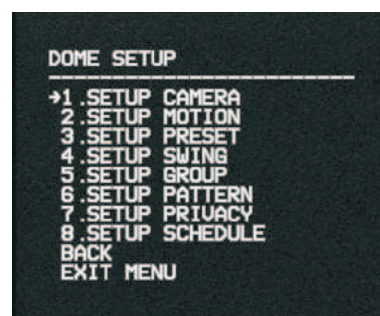 DOME SETUP
------------------------
→1.SETUP CAMERA
2.SETUP MOTION
3.SETUP PRESET
4.SETUP SWING
5.SETUP GROUP
6.SETUP PATTERN
7.SETUP PRIVACY
8.SETUP SCHEDULE
BACK
EXIT MENU